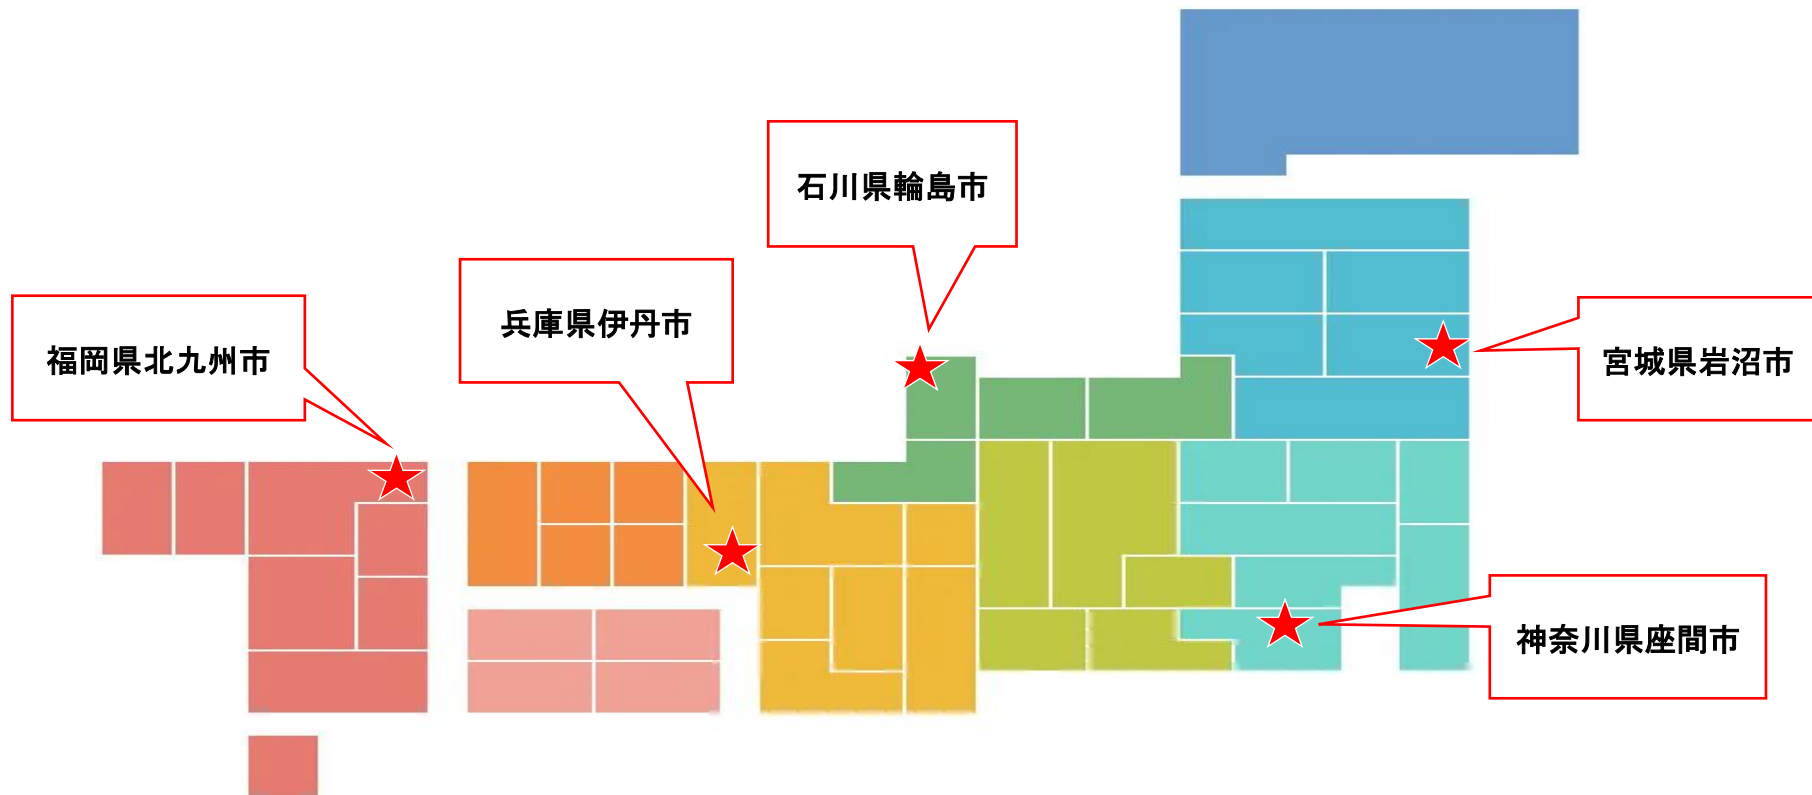 石川県輪島市
兵庫県伊丹市
福岡県北九州市
宮城県岩沼市
神奈川県座間市